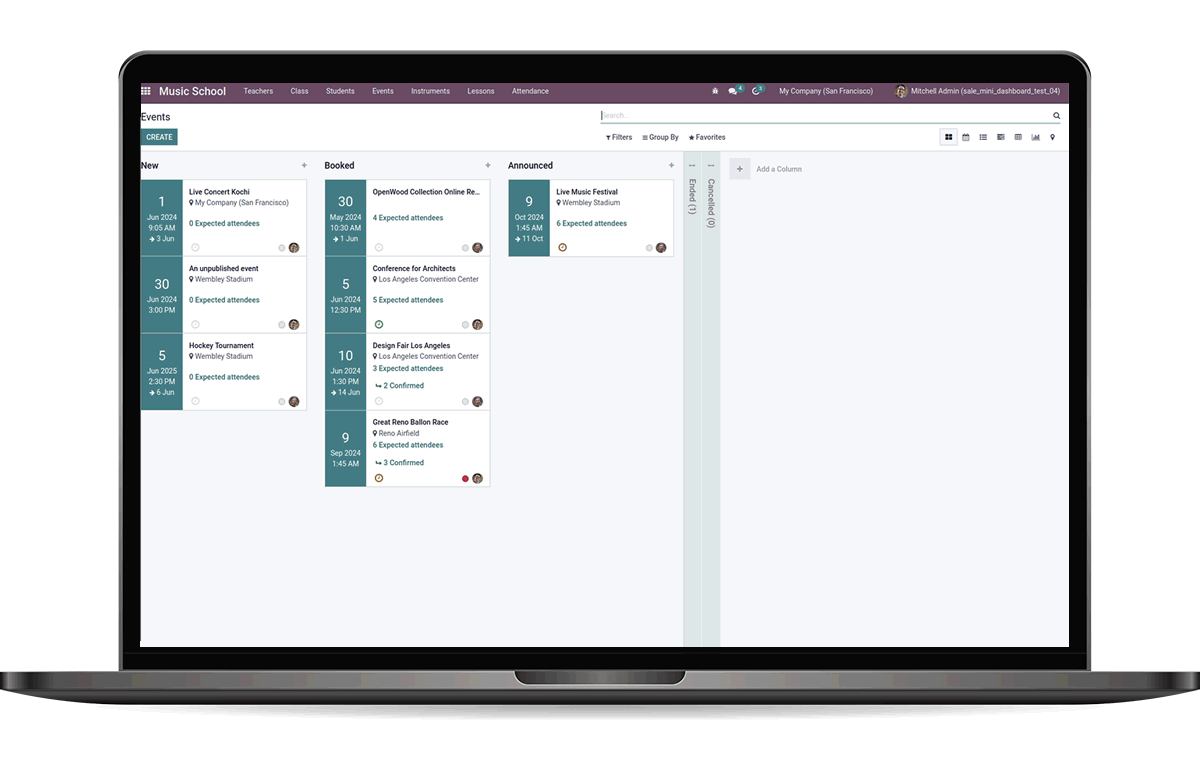 Music School Teachers Class Students Events Instruments Lessons Attendance 4 3 My Company (San Francisco) Mitchell Admin (sale_mini_dashboard_test_04)
Events
Search...
CREATE
Filters Group By Favorites
New
1
Jun 2024
9:05 AM
3 Jun
Live Concert Kochi
My Company (San Francisco)
0 Expected attendees
30
Jun 2024
3:00 PM
An unpublished event
Wembley Stadium
0 Expected attendees
5
Jun 2025
2:30 PM
6 Jun
Hockey Tournament
Wembley Stadium
0 Expected attendees
Booked
30
May 2024
10:30 AM
1 Jun
OpenWood Collection Online Re...
4 Expected attendees
5
Jun 2024
12:30 PM
Conference for Architects
Los Angeles Convention Center
5 Expected attendees
10
Jun 2024
1:30 PM
14 Jun
Design Fair Los Angeles
Los Angeles Convention Center
3 Expected attendees
2 Confirmed
9
Sep 2024
1:45 AM
Great Reno Ballon Race
Reno Airfield
6 Expected attendees
3 Confirmed
Announced
9
Oct 2024
1:45 AM
11 Oct
Live Music Festival
Wembley Stadium
6 Expected attendees
Ended (1)
Cancelled (0)
Add a Column